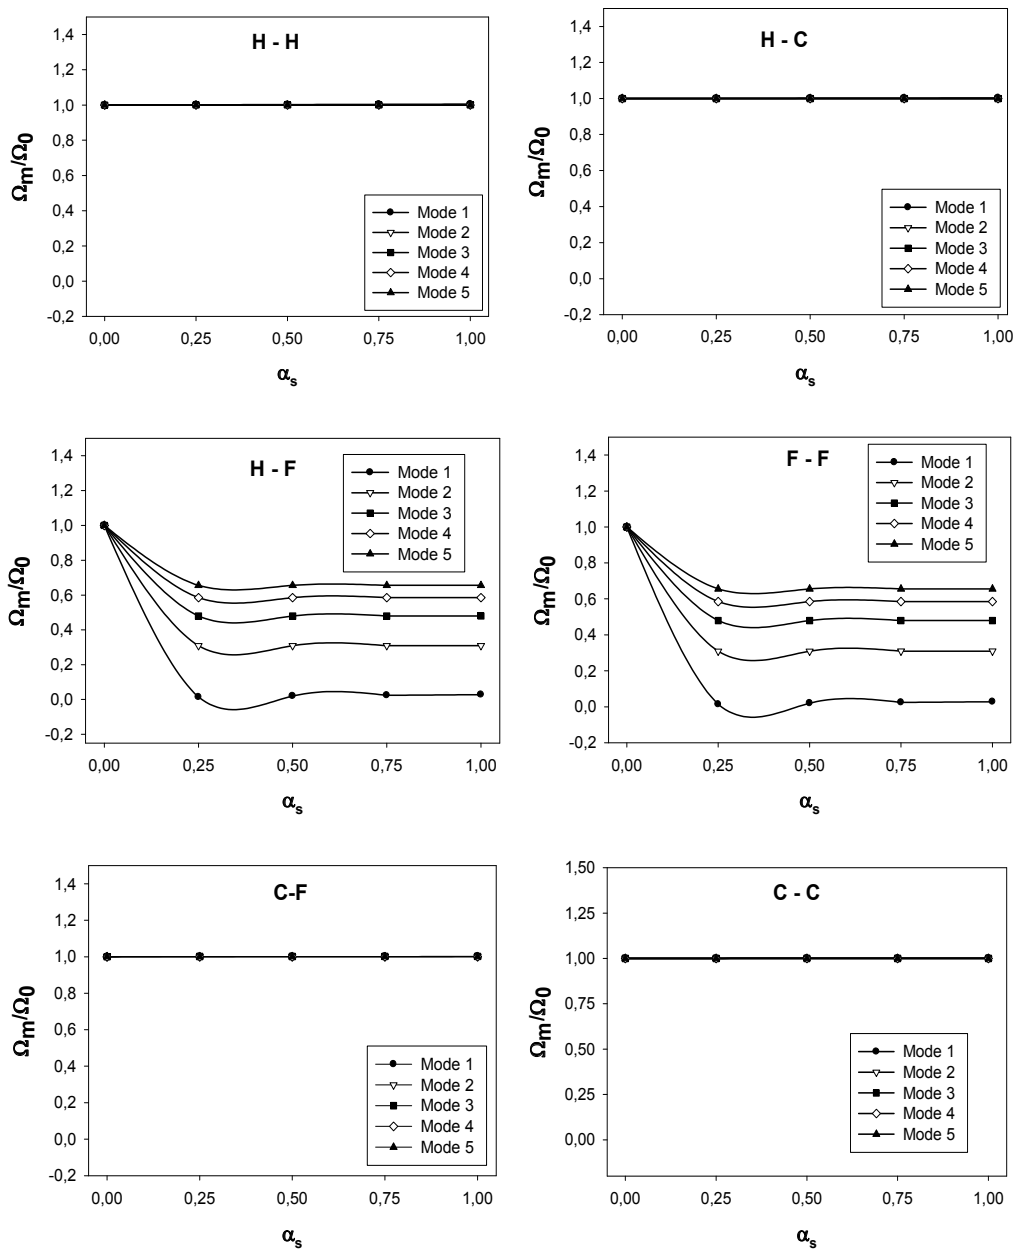 H - H
1,4
1,2
1,0
0,8
0,6
0,4
0,2
0,0
-0,2
Ωm/Ω0
Mode 1
Mode 2
Mode 3
Mode 4
Mode 5
0,00 0,25 0,50 0,75 1,00
αs
H - C
1,4
1,2
1,0
0,8
0,6
0,4
0,2
0,0
-0,2
Ωm/Ω0
Mode 1
Mode 2
Mode 3
Mode 4
Mode 5
0,00 0,25 0,50 0,75 1,00
αs
H - F
1,4
1,2
1,0
0,8
0,6
0,4
0,2
0,0
-0,2
Ωm/Ω0
Mode 1
Mode 2
Mode 3
Mode 4
Mode 5
0,00 0,25 0,50 0,75 1,00
αs
F - F
1,4
1,2
1,0
0,8
0,6
0,4
0,2
0,0
-0,2
Ωm/Ω0
Mode 1
Mode 2
Mode 3
Mode 4
Mode 5
0,00 0,25 0,50 0,75 1,00
αs
C-F
1,4
1,2
1,0
0,8
0,6
0,4
0,2
0,0
-0,2
Ωm/Ω0
Mode 1
Mode 2
Mode 3
Mode 4
Mode 5
0,00 0,25 0,50 0,75 1,00
αs
C - C
1,50
1,25
1,00
0,75
0,50
0,25
0,00
Ωm/Ω0
Mode 1
Mode 2
Mode 3
Mode 4
Mode 5
0,00 0,25 0,50 0,75 1,00
αs